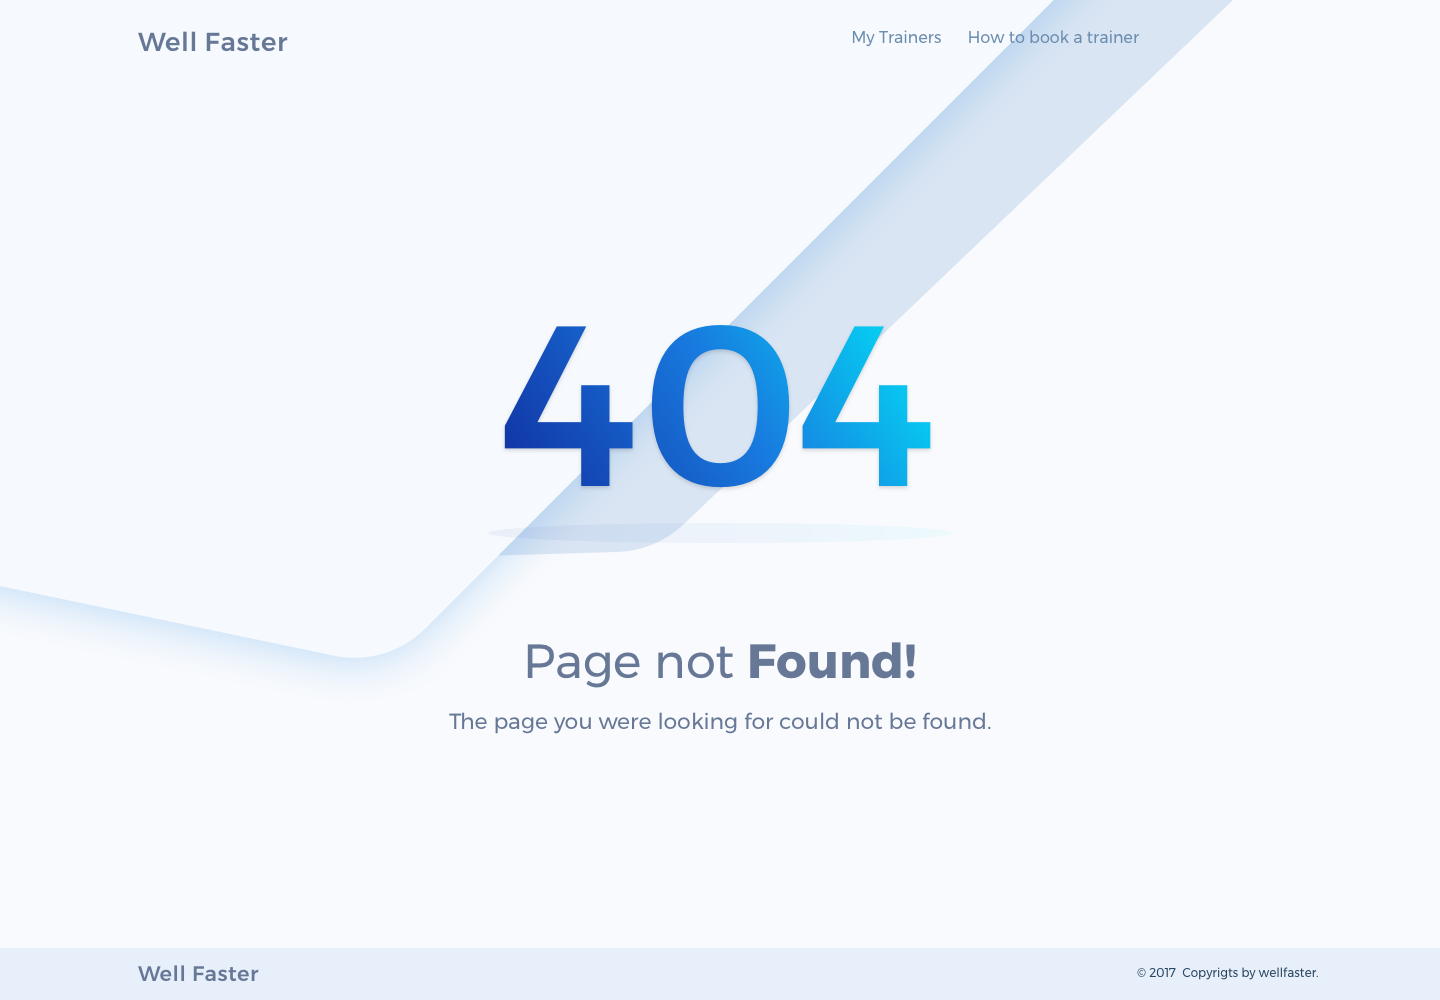 Well Faster
My Trainers How to book a trainer
404
Page not Found!
The page you were looking for could not be found.
Well Faster
© 2017 Copyrigts by wellfaster.